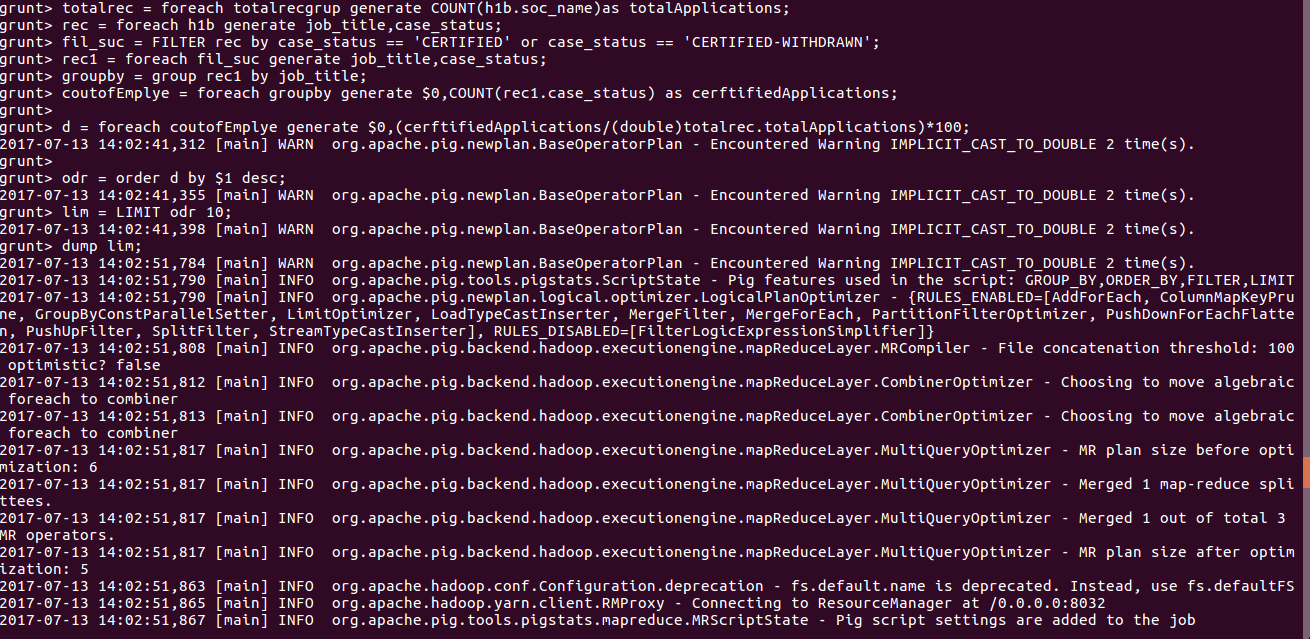 grunt> totalrec = foreach totalrecgrup generate COUNT(h1b.soc_name)as totalApplications;
grunt> rec = foreach h1b generate job_title,case_status;
grunt> fil_suc = FILTER rec by case_status == 'CERTIFIED' or case_status == 'CERTIFIED-WITHDRAWN';
grunt> rec1 = foreach fil_suc generate job_title,case_status;
grunt> groupby = group rec1 by job_title;
grunt> coutofEmplye = foreach groupby generate $0,COUNT(rec1.case_status) as cerftifiedApplications;
grunt>
grunt> d = foreach coutofEmplye generate $0,(cerftifiedApplications/(double)totalrec.totalApplications)*100;
2017-07-13 14:02:41,312 [main] WARN  org.apache.pig.newplan.BaseOperatorPlan - Encountered Warning IMPLICIT_CAST_TO_DOUBLE 2 time(s).
grunt>
grunt> odr = order d by $1 desc;
2017-07-13 14:02:41,355 [main] WARN  org.apache.pig.newplan.BaseOperatorPlan - Encountered Warning IMPLICIT_CAST_TO_DOUBLE 2 time(s).
grunt> lim = LIMIT odr 10;
2017-07-13 14:02:41,398 [main] WARN  org.apache.pig.newplan.BaseOperatorPlan - Encountered Warning IMPLICIT_CAST_TO_DOUBLE 2 time(s).
grunt> dump lim;
2017-07-13 14:02:51,784 [main] WARN  org.apache.pig.newplan.BaseOperatorPlan - Encountered Warning IMPLICIT_CAST_TO_DOUBLE 2 time(s).
2017-07-13 14:02:51,790 [main] INFO  org.apache.pig.tools.pigstats.ScriptState - Pig features used in the script: GROUP_BY,ORDER_BY,FILTER,LIMIT
2017-07-13 14:02:51,790 [main] INFO  org.apache.pig.newplan.logical.optimizer.LogicalPlanOptimizer - {RULES_ENABLED=[AddForEach, ColumnMapKeyPru
ne, GroupByConstParallelSetter, LimitOptimizer, LoadTypeCastInserter, MergeFilter, MergeForEach, PartitionFilterOptimizer, PushDownForEachFlatte
n, PushUpFilter, SplitFilter, StreamTypeCastInserter], RULES_DISABLED=[FilterLogicExpressionSimplifier]}
2017-07-13 14:02:51,808 [main] INFO  org.apache.pig.backend.hadoop.executionengine.mapReduceLayer.MRCompiler - File concatenation threshold: 100
 optimistic? false
2017-07-13 14:02:51,812 [main] INFO  org.apache.pig.backend.hadoop.executionengine.mapReduceLayer.CombinerOptimizer - Choosing to move algebraic
 foreach to combiner
2017-07-13 14:02:51,813 [main] INFO  org.apache.pig.backend.hadoop.executionengine.mapReduceLayer.CombinerOptimizer - Choosing to move algebraic
 foreach to combiner
2017-07-13 14:02:51,817 [main] INFO  org.apache.pig.backend.hadoop.executionengine.mapReduceLayer.MultiQueryOptimizer - MR plan size before opti
mization: 6
2017-07-13 14:02:51,817 [main] INFO  org.apache.pig.backend.hadoop.executionengine.mapReduceLayer.MultiQueryOptimizer - Merged 1 map-reduce spli
ttees.
2017-07-13 14:02:51,817 [main] INFO  org.apache.pig.backend.hadoop.executionengine.mapReduceLayer.MultiQueryOptimizer - Merged 1 out of total 3
MR operators.
2017-07-13 14:02:51,817 [main] INFO  org.apache.pig.backend.hadoop.executionengine.mapReduceLayer.MultiQueryOptimizer - MR plan size after optim
ization: 5
2017-07-13 14:02:51,863 [main] INFO  org.apache.hadoop.conf.Configuration.deprecation - fs.default.name is deprecated. Instead, use fs.defaultFS
2017-07-13 14:02:51,865 [main] INFO  org.apache.hadoop.yarn.client.RMProxy - Connecting to ResourceManager at /0.0.0.0:8032
2017-07-13 14:02:51,867 [main] INFO  org.apache.pig.tools.pigstats.mapreduce.MRScriptState - Pig script settings are added to the job